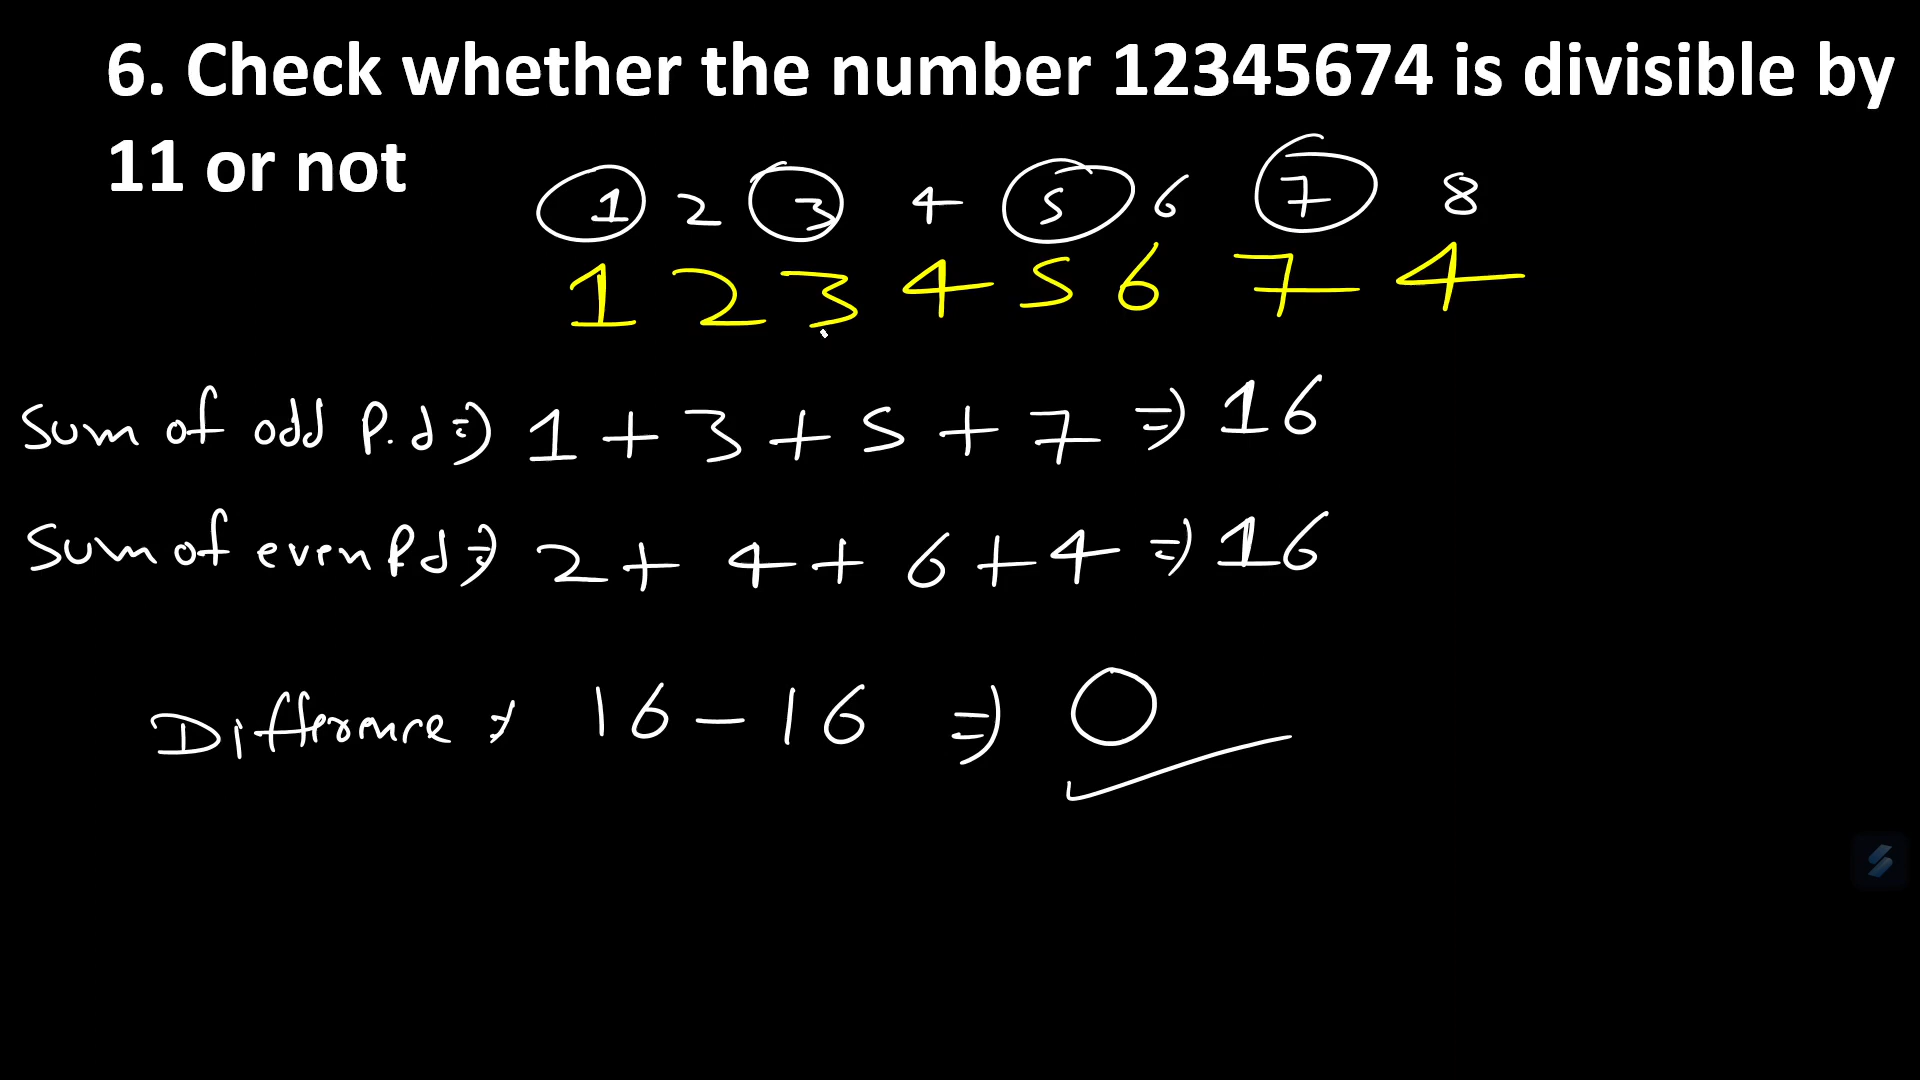 6. Check whether the number 12345674 is divisible by
11 or not
1 2 3 4 5 6 7 8
1 2 3 4 5 6 7 4
Sum of odd P.d ⇒ 1 + 3 + 5 + 7 ⇒ 16
Sum of even P.d ⇒ 2 + 4 + 6 + 4 ⇒ 16
Difference ⇒ 16 - 16 ⇒ 0